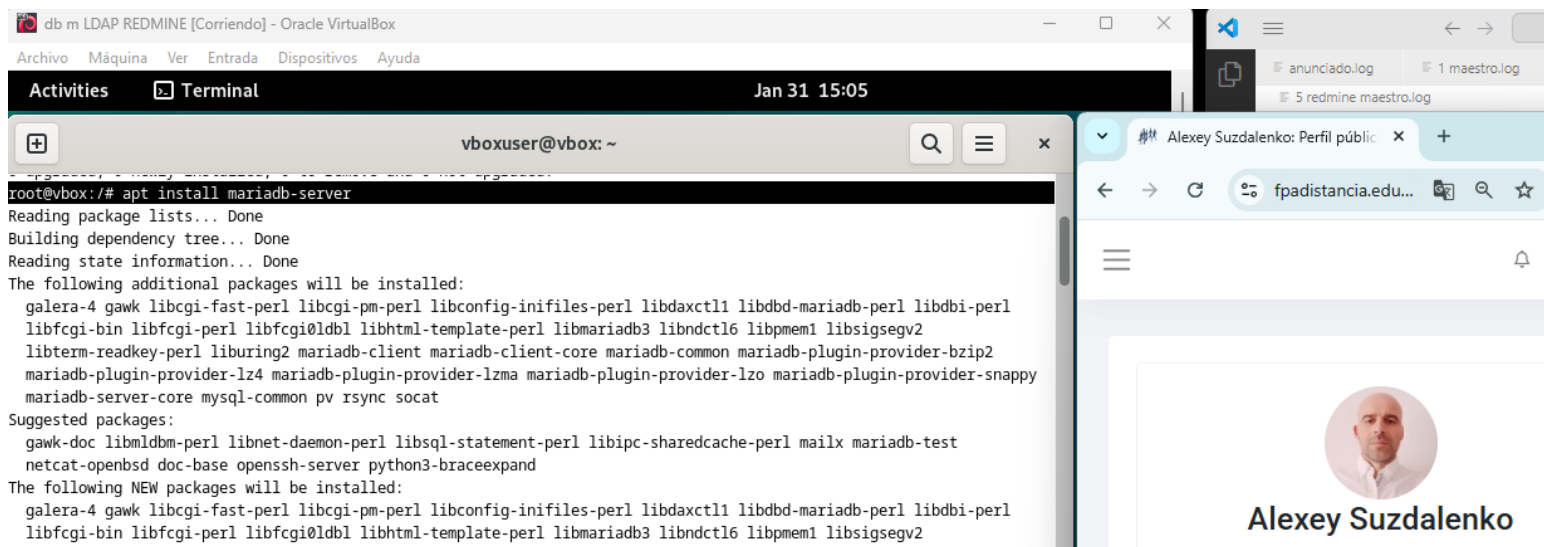 db m LDAP REDMINE [Corriendo] - Oracle VirtualBox
Archivo Máquina Ver Entrada Dispositivos Ayuda
Activities Terminal Jan 31 15:05
vboxuser@vbox: ~
root@vbox:/# apt install mariadb-server
Reading package lists... Done
Building dependency tree... Done
Reading state information... Done
The following additional packages will be installed:
galera-4 gawk libcgi-fast-perl libcgi-pm-perl libconfig-inifiles-perl libdaxctl1 libdbd-mariadb-perl libdbi-perl
libfcgi-bin libfcgi-perl libfcgi0ldbl libhtml-template-perl libmariadb3 libndctl6 libpmem1 libsigsegv2
libterm-readkey-perl liburing2 mariadb-client mariadb-client-core mariadb-common mariadb-plugin-provider-bzip2
mariadb-plugin-provider-lz4 mariadb-plugin-provider-lzma mariadb-plugin-provider-lzo mariadb-plugin-provider-snappy
mariadb-server-core mysql-common pv rsync socat
Suggested packages:
gawk-doc libmldbm-perl libnet-daemon-perl libsql-statement-perl libipc-sharedcache-perl mailx mariadb-test
netcat-openbsd doc-base openssh-server python3-braceexpand
The following NEW packages will be installed:
galera-4 gawk libcgi-fast-perl libcgi-pm-perl libconfig-inifiles-perl libdaxctl1 libdbd-mariadb-perl libdbi-perl
libfcgi-bin libfcgi-perl libfcgi0ldbl libhtml-template-perl libmariadb3 libndctl6 libpmem1 libsigsegv2
anunciado.log 1 maestro.log
5 redmine maestro.log
Alexey Suzdalenko: Perfil públic
fpadistancia.edu...
Alexey Suzdalenko